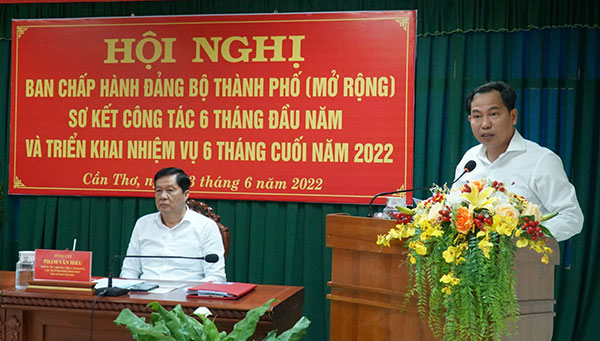 HỘI NGHỊ
BAN CHẤP HÀNH ĐẢNG BỘ THÀNH PHỐ (MỞ RỘNG)
SƠ KẾT CÔNG TÁC 6 THÁNG ĐẦU NĂM
VÀ TRIỂN KHAI NHIỆM VỤ 6 THÁNG CUỐI NĂM 2022
Cần Thơ, 3 tháng 6 năm 2022
PHẠM VĂN HIỂU